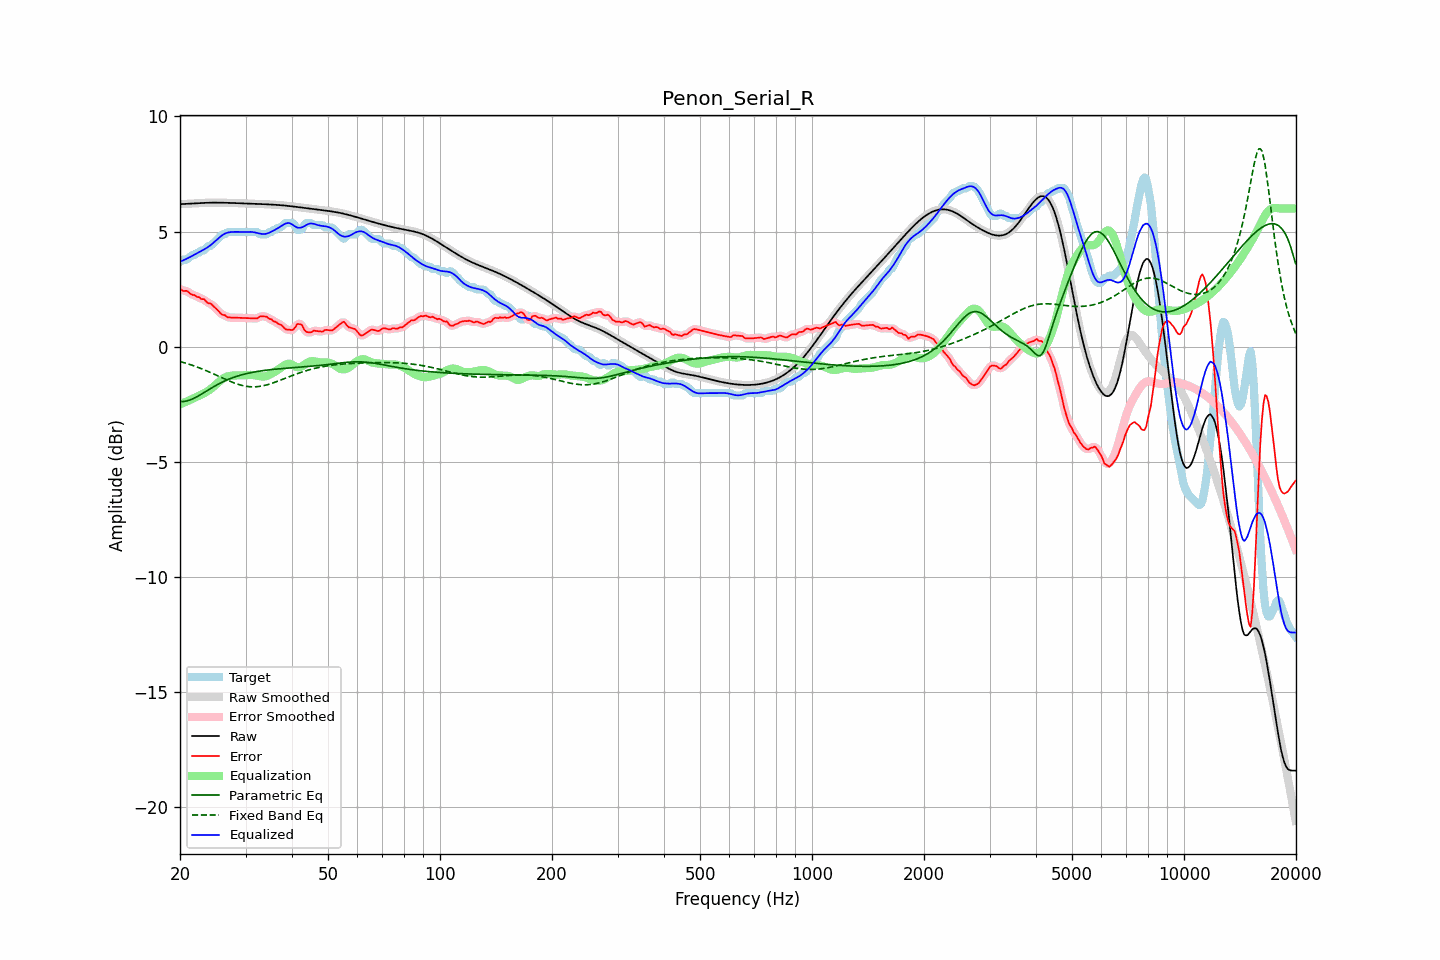 Penon_Serial_R
10
5
0
−5
−10
−15
−20
Amplitude (dBr)
Target
Raw Smoothed
Error Smoothed
Raw
Error
Equalization
Parametric Eq
Fixed Band Eq
Equalized
20 50 100 200 500 1000 2000 5000 10000 20000
Frequency (Hz)